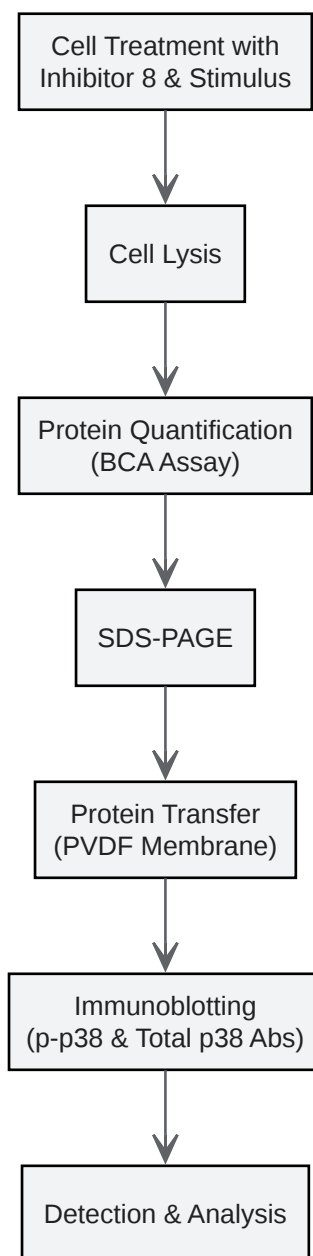 Cell Treatment with
Inhibitor 8 & Stimulus
Cell Lysis
Protein Quantification
(BCA Assay)
SDS-PAGE
Protein Transfer
(PVDF Membrane)
Immunoblotting
(p-p38 & Total p38 Abs)
Detection & Analysis